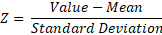 Z = Value − Mean / Standard Deviation